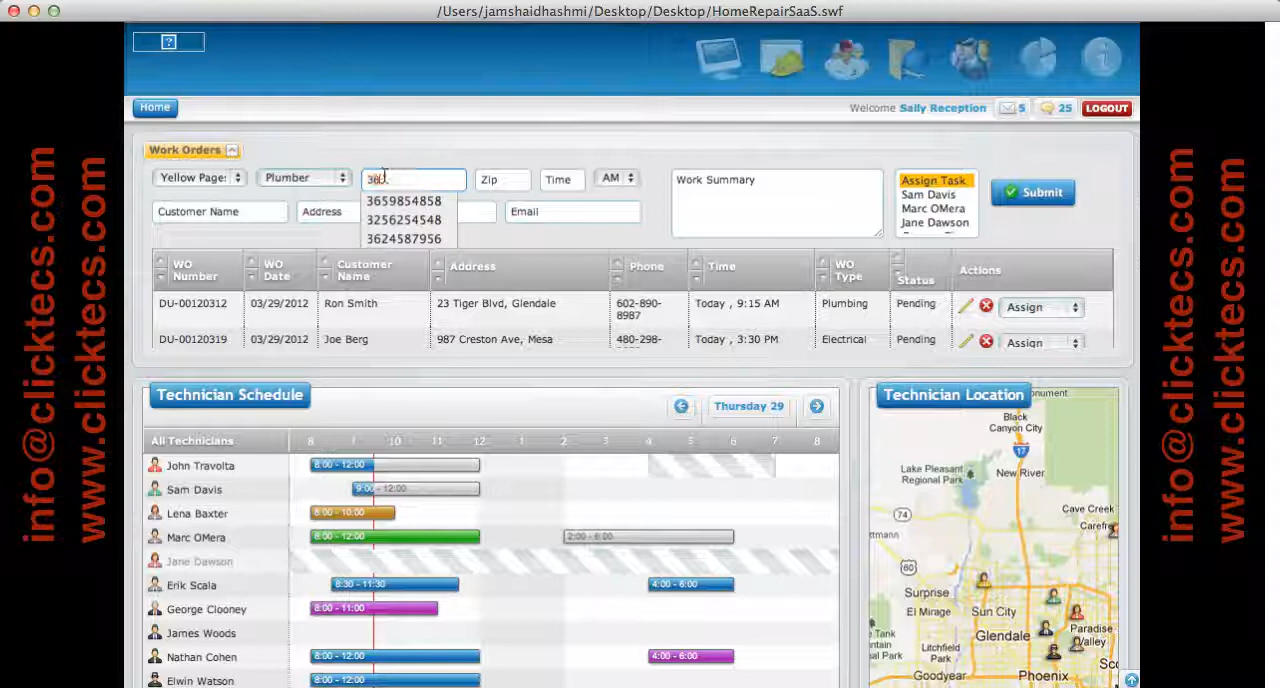 /Users/jamshaidhashmi/Desktop/Desktop/HomeRepairSaaS.swf
?
Home
Welcome Sally Reception 5 25 LOGOUT
Work Orders
Yellow Page: Plumber Zip Time AM Work Summary
Assign Task
Sam Davis
Marc OMera
Jane Dawson
Submit
3659854858
3256254548
3624587956
Customer Name Address Email
WO Number WO Date Customer Name Address Phone Time WO Type Status Actions
DU-00120312 03/29/2012 Ron Smith 23 Tiger Blvd, Glendale 602-890-8987 Today , 9:15 AM Plumbing Pending Assign
DU-00120319 03/29/2012 Joe Berg 987 Creston Ave, Mesa 480-298- Today , 3:30 PM Electrical Pending Assign
Technician Schedule
Thursday 29
All Technicians 8 9 10 11 12 1 2 3 4 5 6 7 8
John Travolta 8:00 - 12:00
Sam Davis 9:00 - 12:00
Lena Baxter 8:00 - 10:00
Marc OMera 8:00 - 12:00 2:00 - 6:00
Jane Dawson
Erik Scala 8:30 - 11:30 4:00 - 6:00
George Clooney 8:00 - 11:00
James Woods
Nathan Cohen 8:00 - 12:00 4:00 - 6:00
Elwin Watson 8:00 - 12:00
Technician Location
onument
Black
Canyon City
17
New River
Lake Pleasant
Regional Park
74
Cave Creek
Carefre
ttmann
60
Surprise
El Mirage
Sun City
Paradise
Valley
Glendale
Litchfield
Park
Phoenix
Sco
Goodyear
info@clicktecs.com
www.clicktecs.com
info@clicktecs.com
www.clicktecs.com